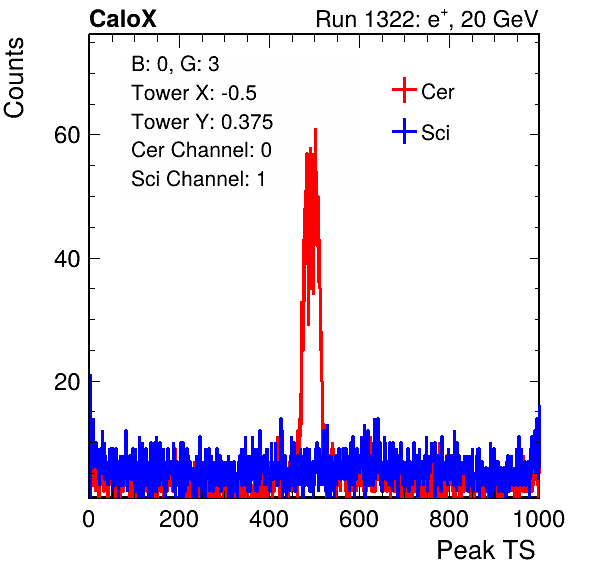 CaloX Run 1322: e⁺, 20 GeV
Counts
B: 0, G: 3
Tower X: -0.5
Tower Y: 0.375
Cer Channel: 0
Sci Channel: 1
Cer
Sci
60
40
20
0 200 400 600 800 1000
Peak TS